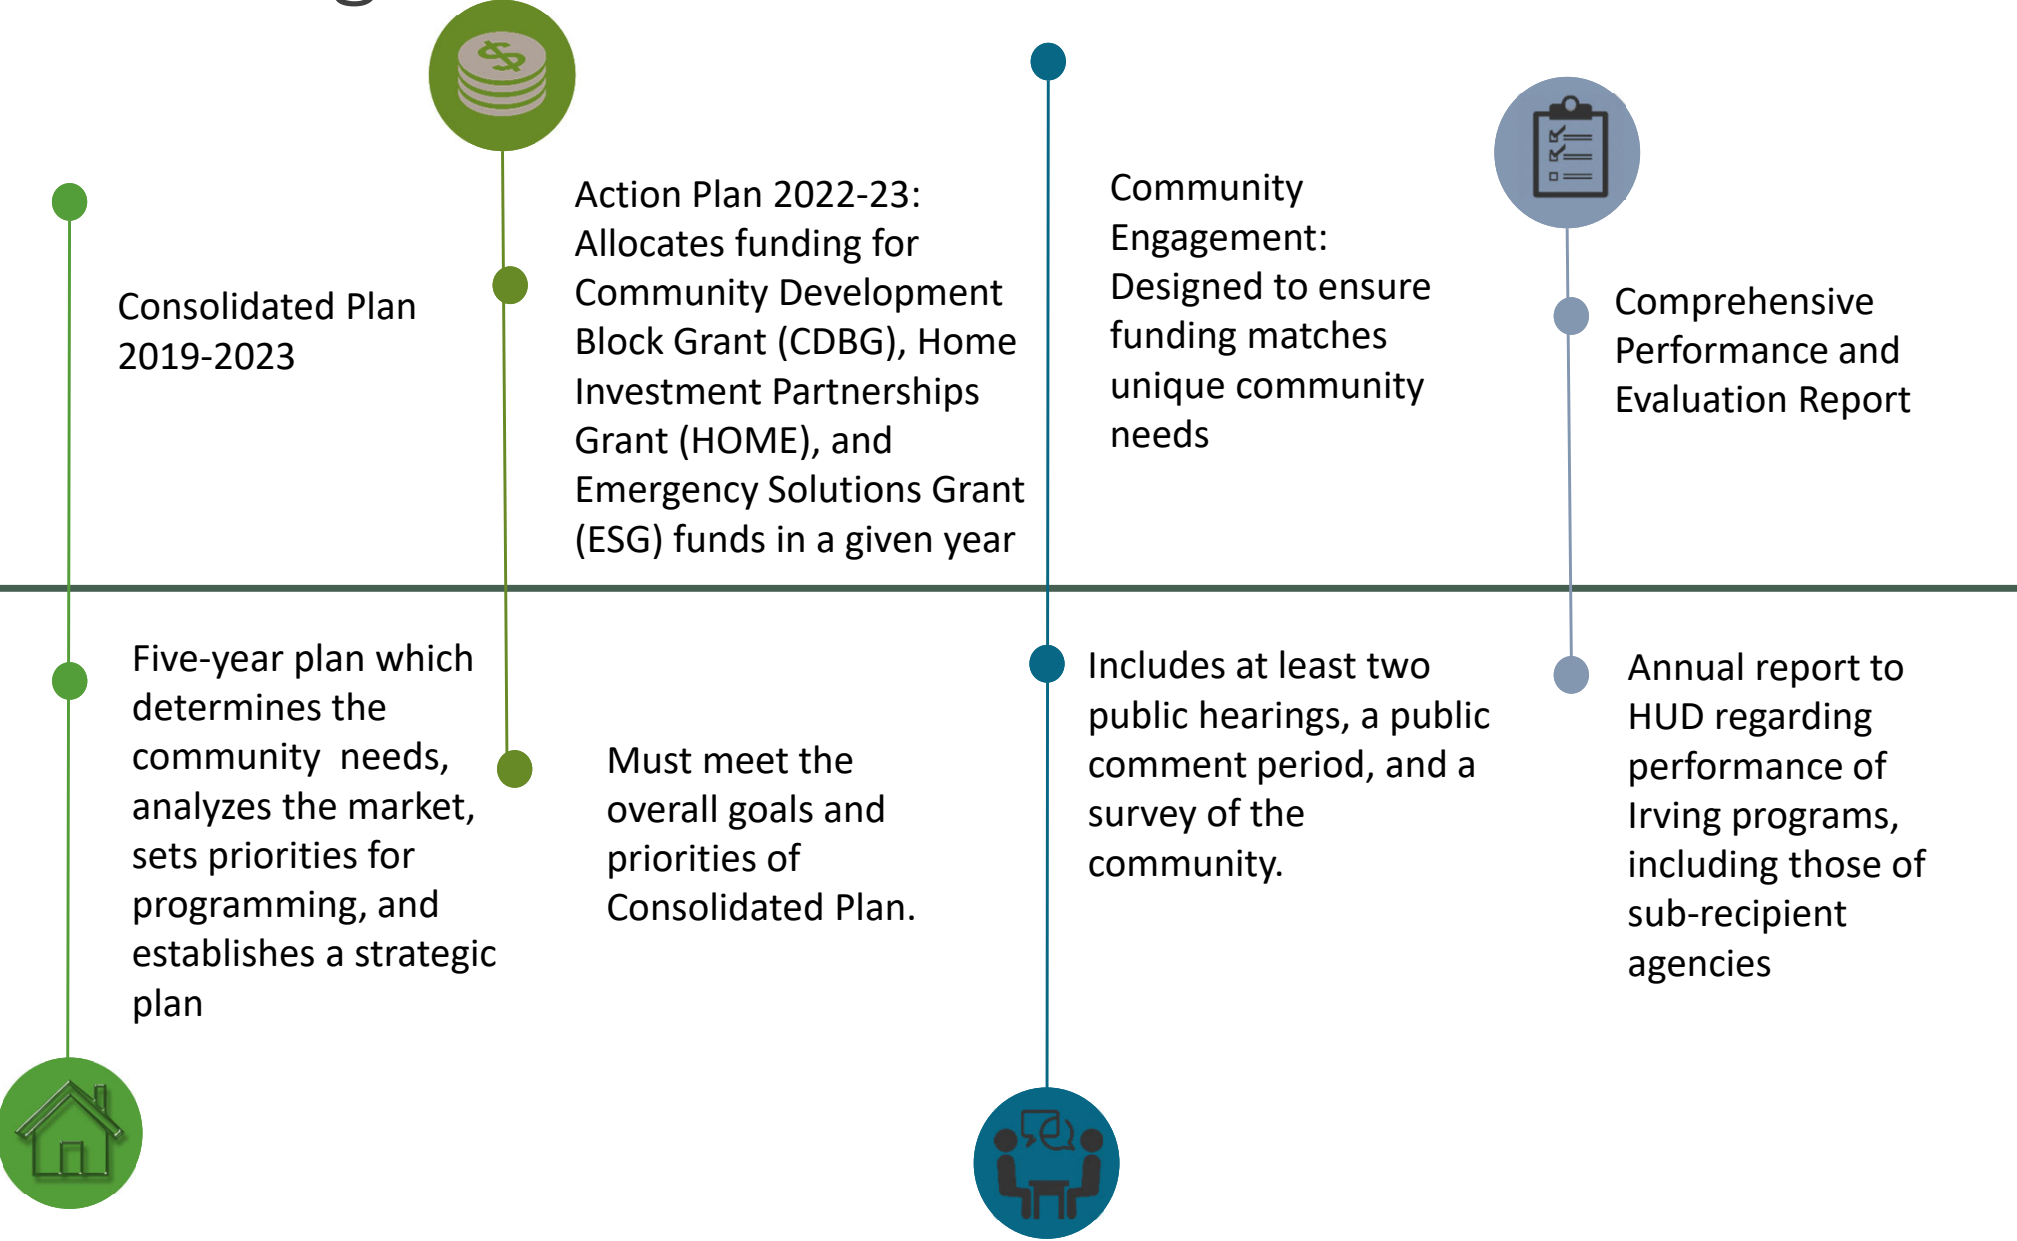 Consolidated Plan
2019-2023
Five-year plan which
determines the
community  needs,
analyzes the market,
sets priorities for
programming, and
establishes a strategic
plan
Action Plan 2022-23:
Allocates funding for
Community Development
Block Grant (CDBG), Home
Investment Partnerships
Grant (HOME), and
Emergency Solutions Grant
(ESG) funds in a given year
Must meet the
overall goals and
priorities of
Consolidated Plan.
Community
Engagement:
Designed to ensure
funding matches
unique community
needs
Includes at least two
public hearings, a public
comment period, and a
survey of the
community.
Comprehensive
Performance and
Evaluation Report
Annual report to
HUD regarding
performance of
Irving programs,
including those of
sub-recipient
agencies